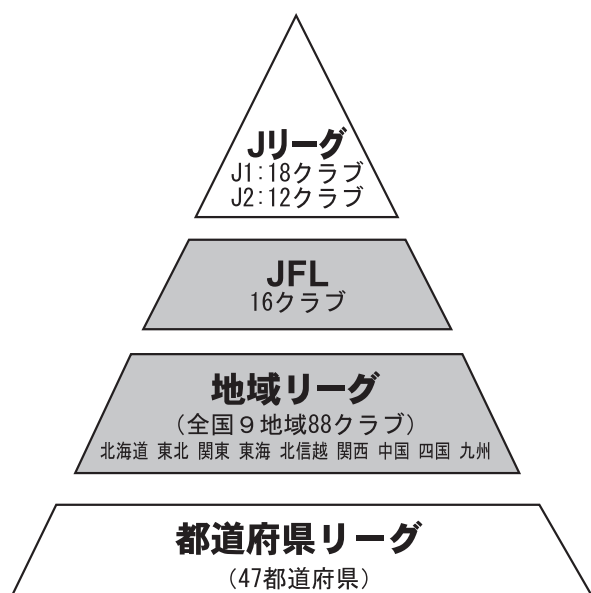 Jリーグ
J1:18クラブ
J2:12クラブ
JFL
16クラブ
地域リーグ
（全国９地域88クラブ）
北海道 東北 関東 東海 北信越 関西 中国 四国 九州
都道府県リーグ
（47都道府県）